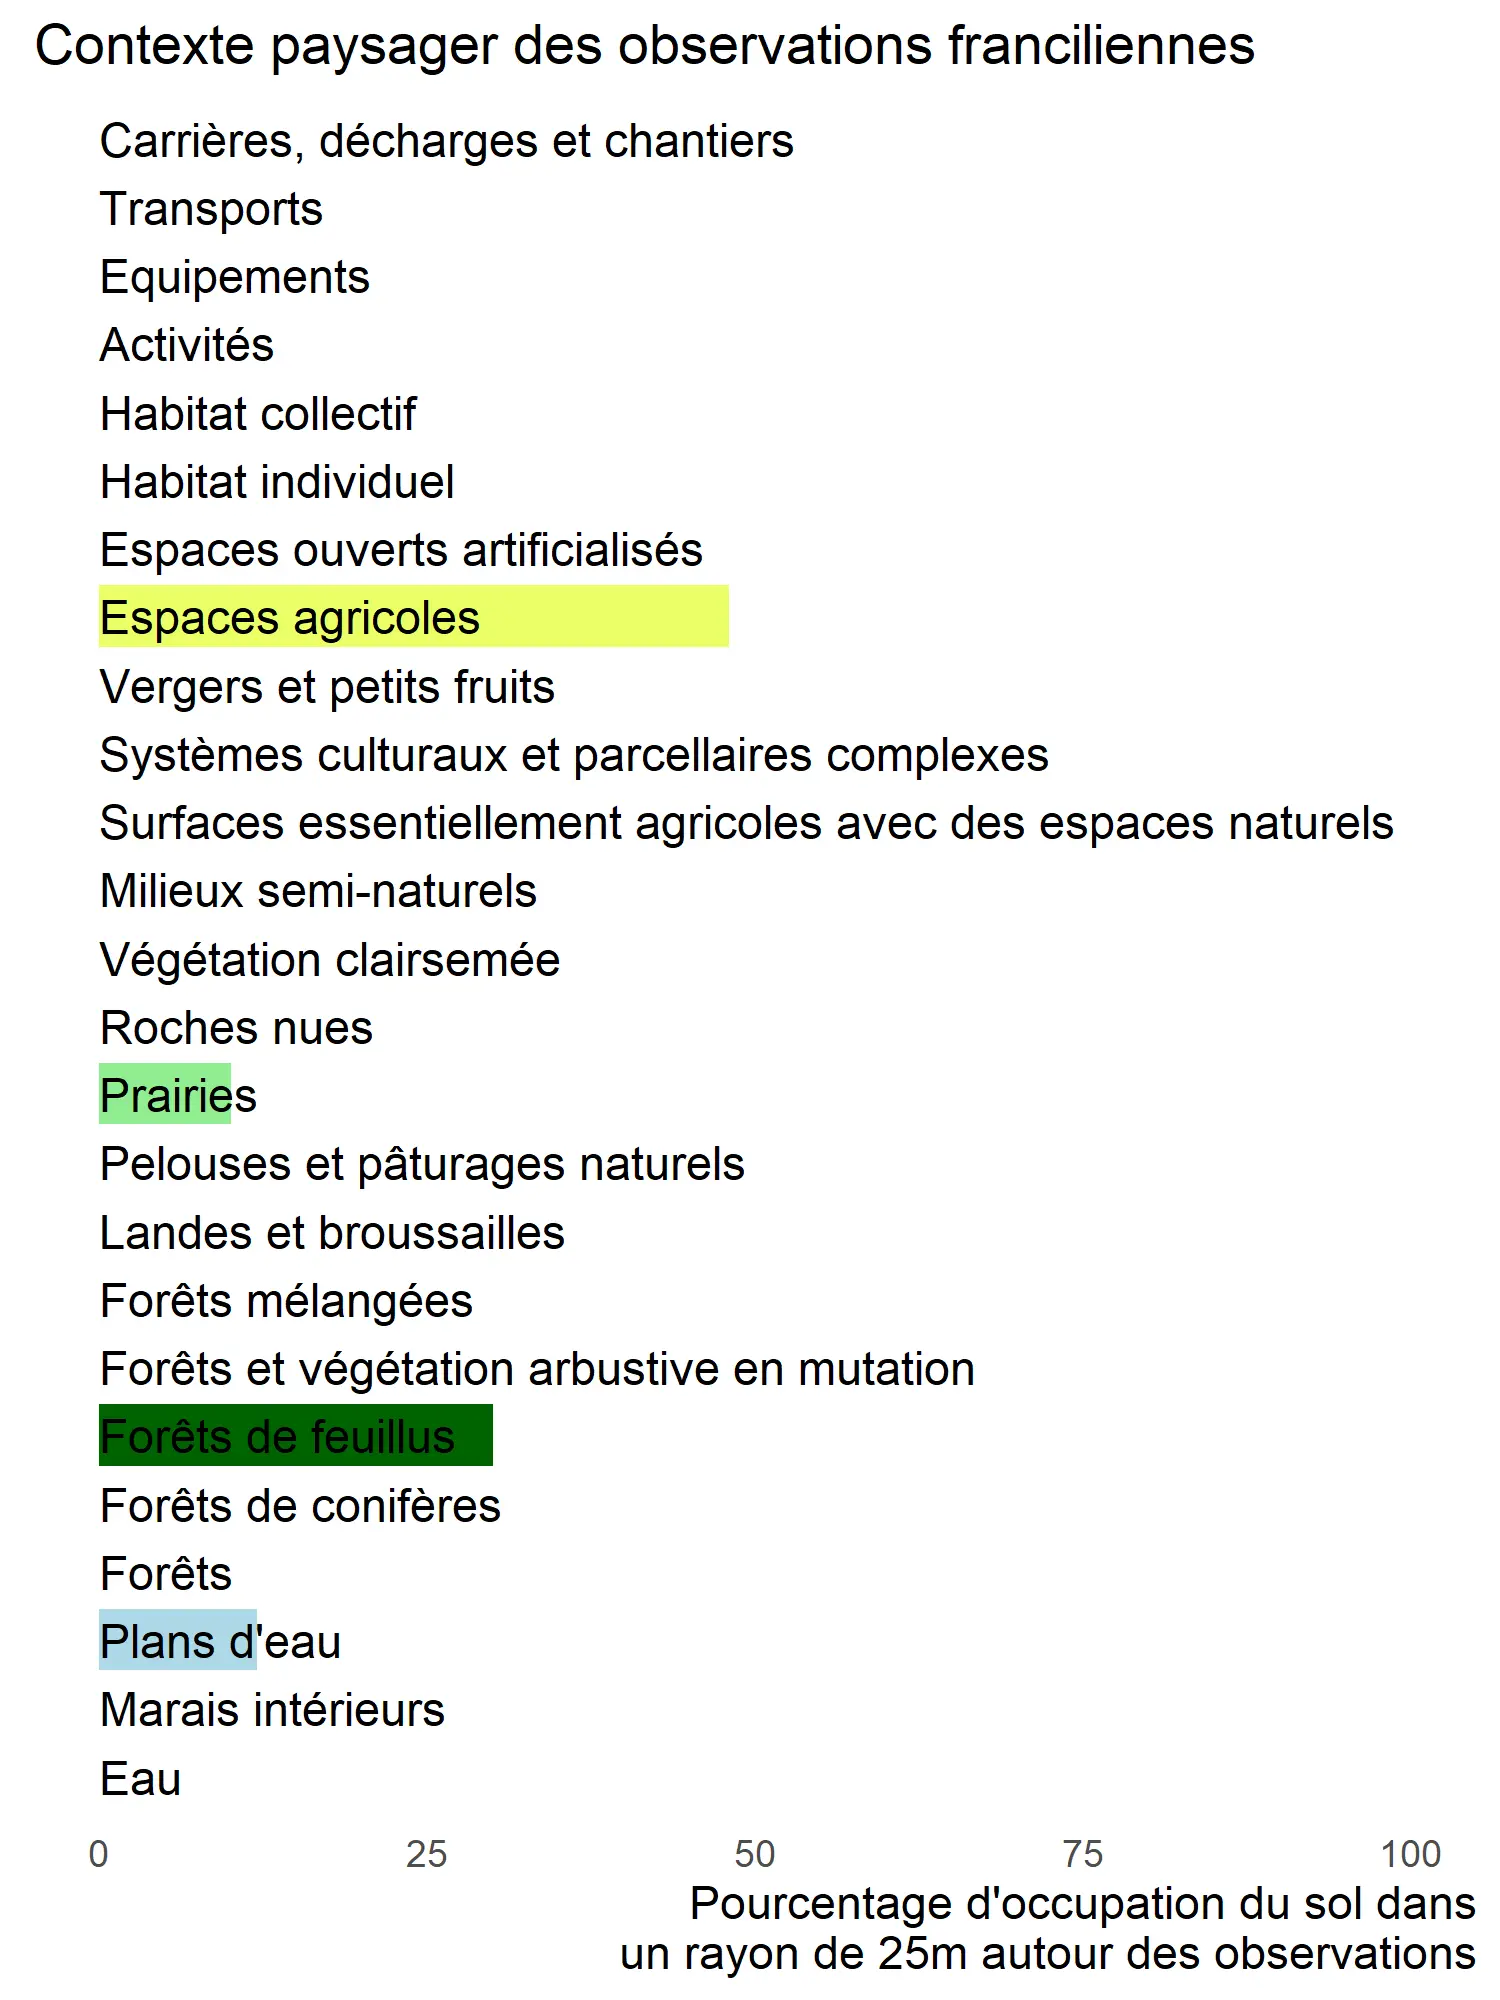 Contexte paysager des observations franciliennes
Carrières, décharges et chantiers
Transports
Equipements
Activités
Habitat collectif
Habitat individuel
Espaces ouverts artificialisés
Espaces agricoles
Vergers et petits fruits
Systèmes culturaux et parcellaires complexes
Surfaces essentiellement agricoles avec des espaces naturels
Milieux semi-naturels
Végétation clairsemée
Roches nues
Prairies
Pelouses et pâturages naturels
Landes et broussailles
Forêts mélangées
Forêts et végétation arbustive en mutation
Forêts de feuillus
Forêts de conifères
Forêts
Plans d'eau
Marais intérieurs
Eau
0 25 50 75 100
Pourcentage d'occupation du sol dans
un rayon de 25m autour des observations